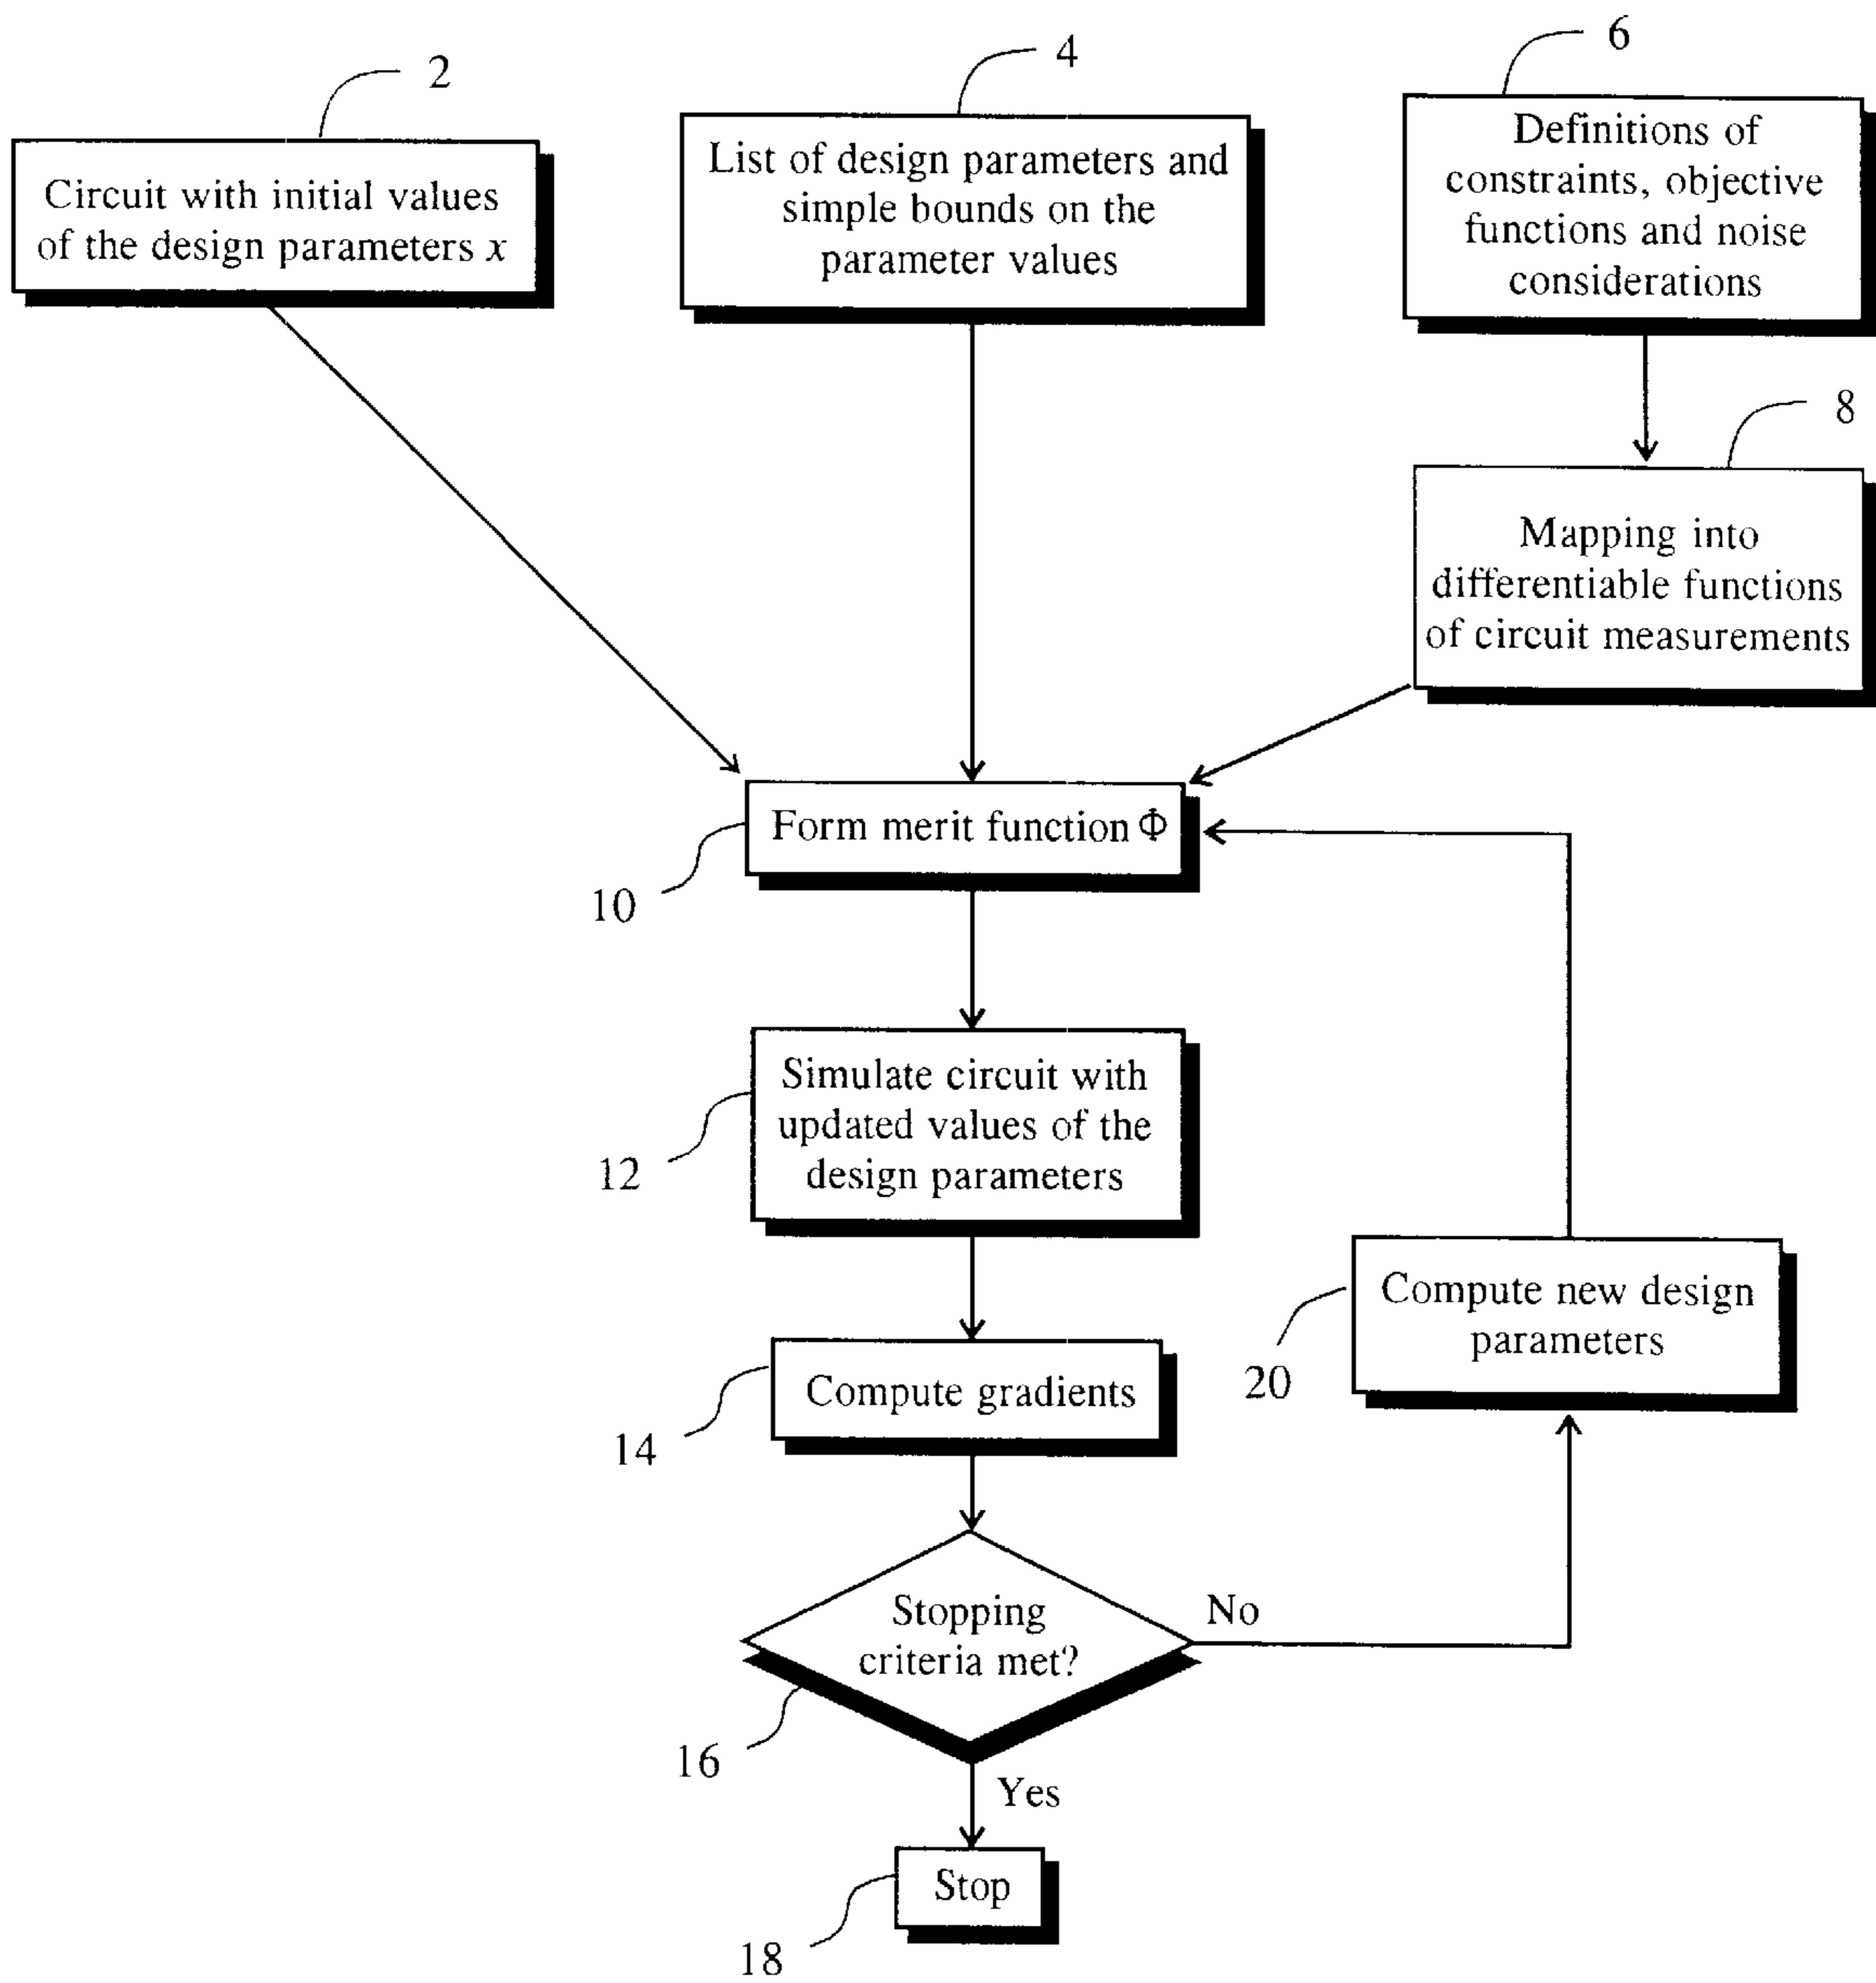 2
Circuit with initial values
of the design parameters x
4
List of design parameters and
simple bounds on the
parameter values
6
Definitions of
constraints, objective
functions and noise
considerations
8
Mapping into
differentiable functions
of circuit measurements
Form merit function Φ
10
Simulate circuit with
updated values of the
design parameters
12
Compute new design
parameters
20
Compute gradients
14
Stopping
criteria met?
No
16
Yes
Stop
18